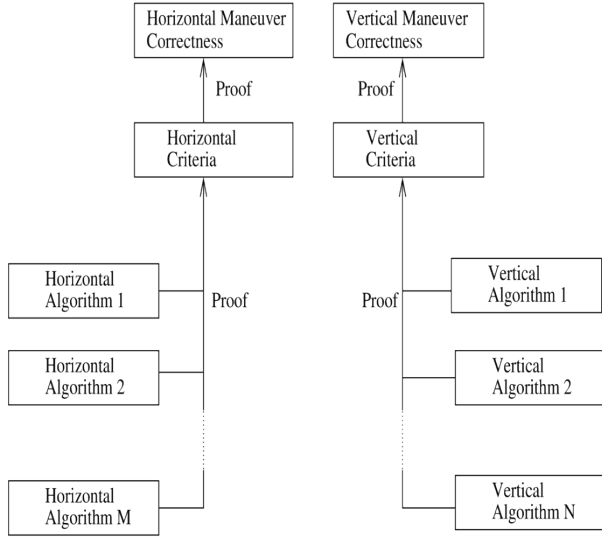 Horizontal Maneuver
Correctness
Vertical Maneuver
Correctness
Proof
Proof
Horizontal
Criteria
Vertical
Criteria
Horizontal
Algorithm 1
Proof
Proof
Vertical
Algorithm 1
Horizontal
Algorithm 2
Vertical
Algorithm 2
Horizontal
Algorithm M
Vertical
Algorithm N